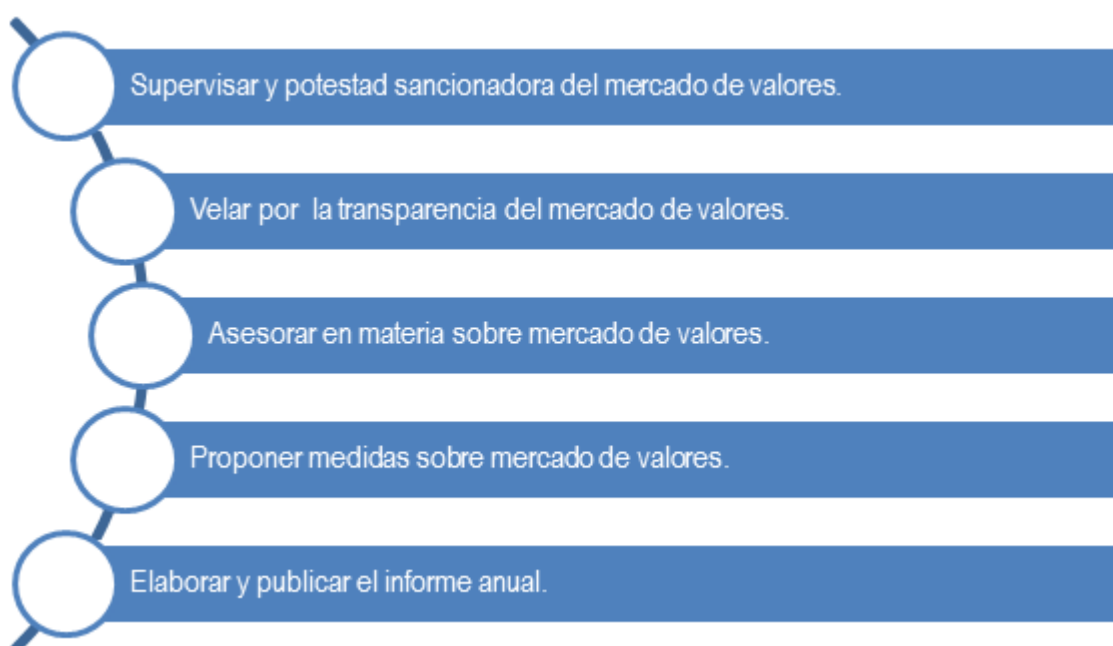 Supervisar y potestad sancionadora del mercado de valores.
Velar por la transparencia del mercado de valores.
Asesorar en materia sobre mercado de valores.
Proponer medidas sobre mercado de valores.
Elaborar y publicar el informe anual.